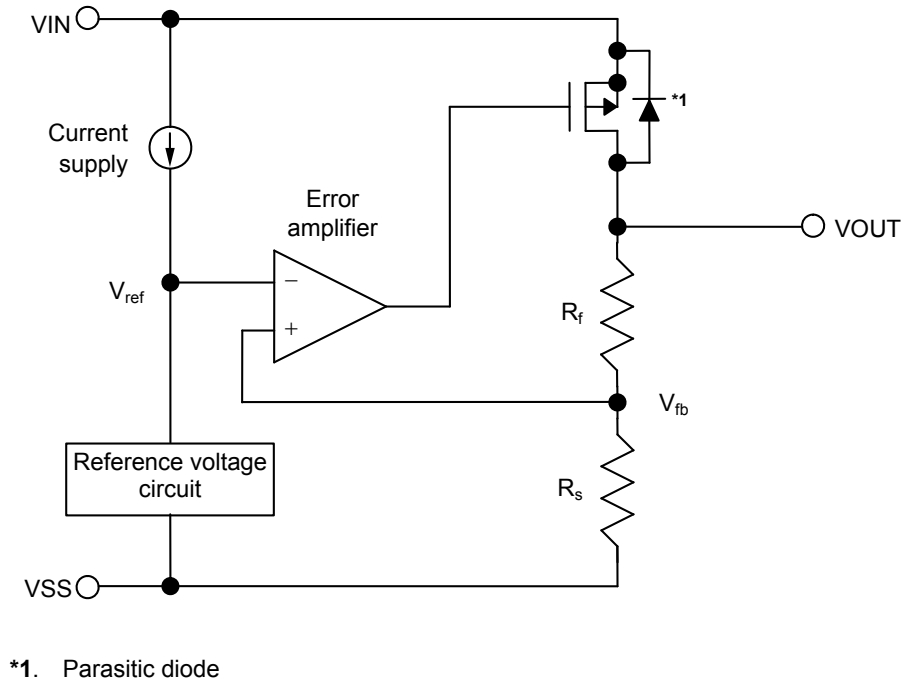 VIN
*1
Current
supply
Error
amplifier
VOUT
Vref
−
+
Rf
Vfb
Reference voltage
circuit
Rs
VSS
*1. Parasitic diode